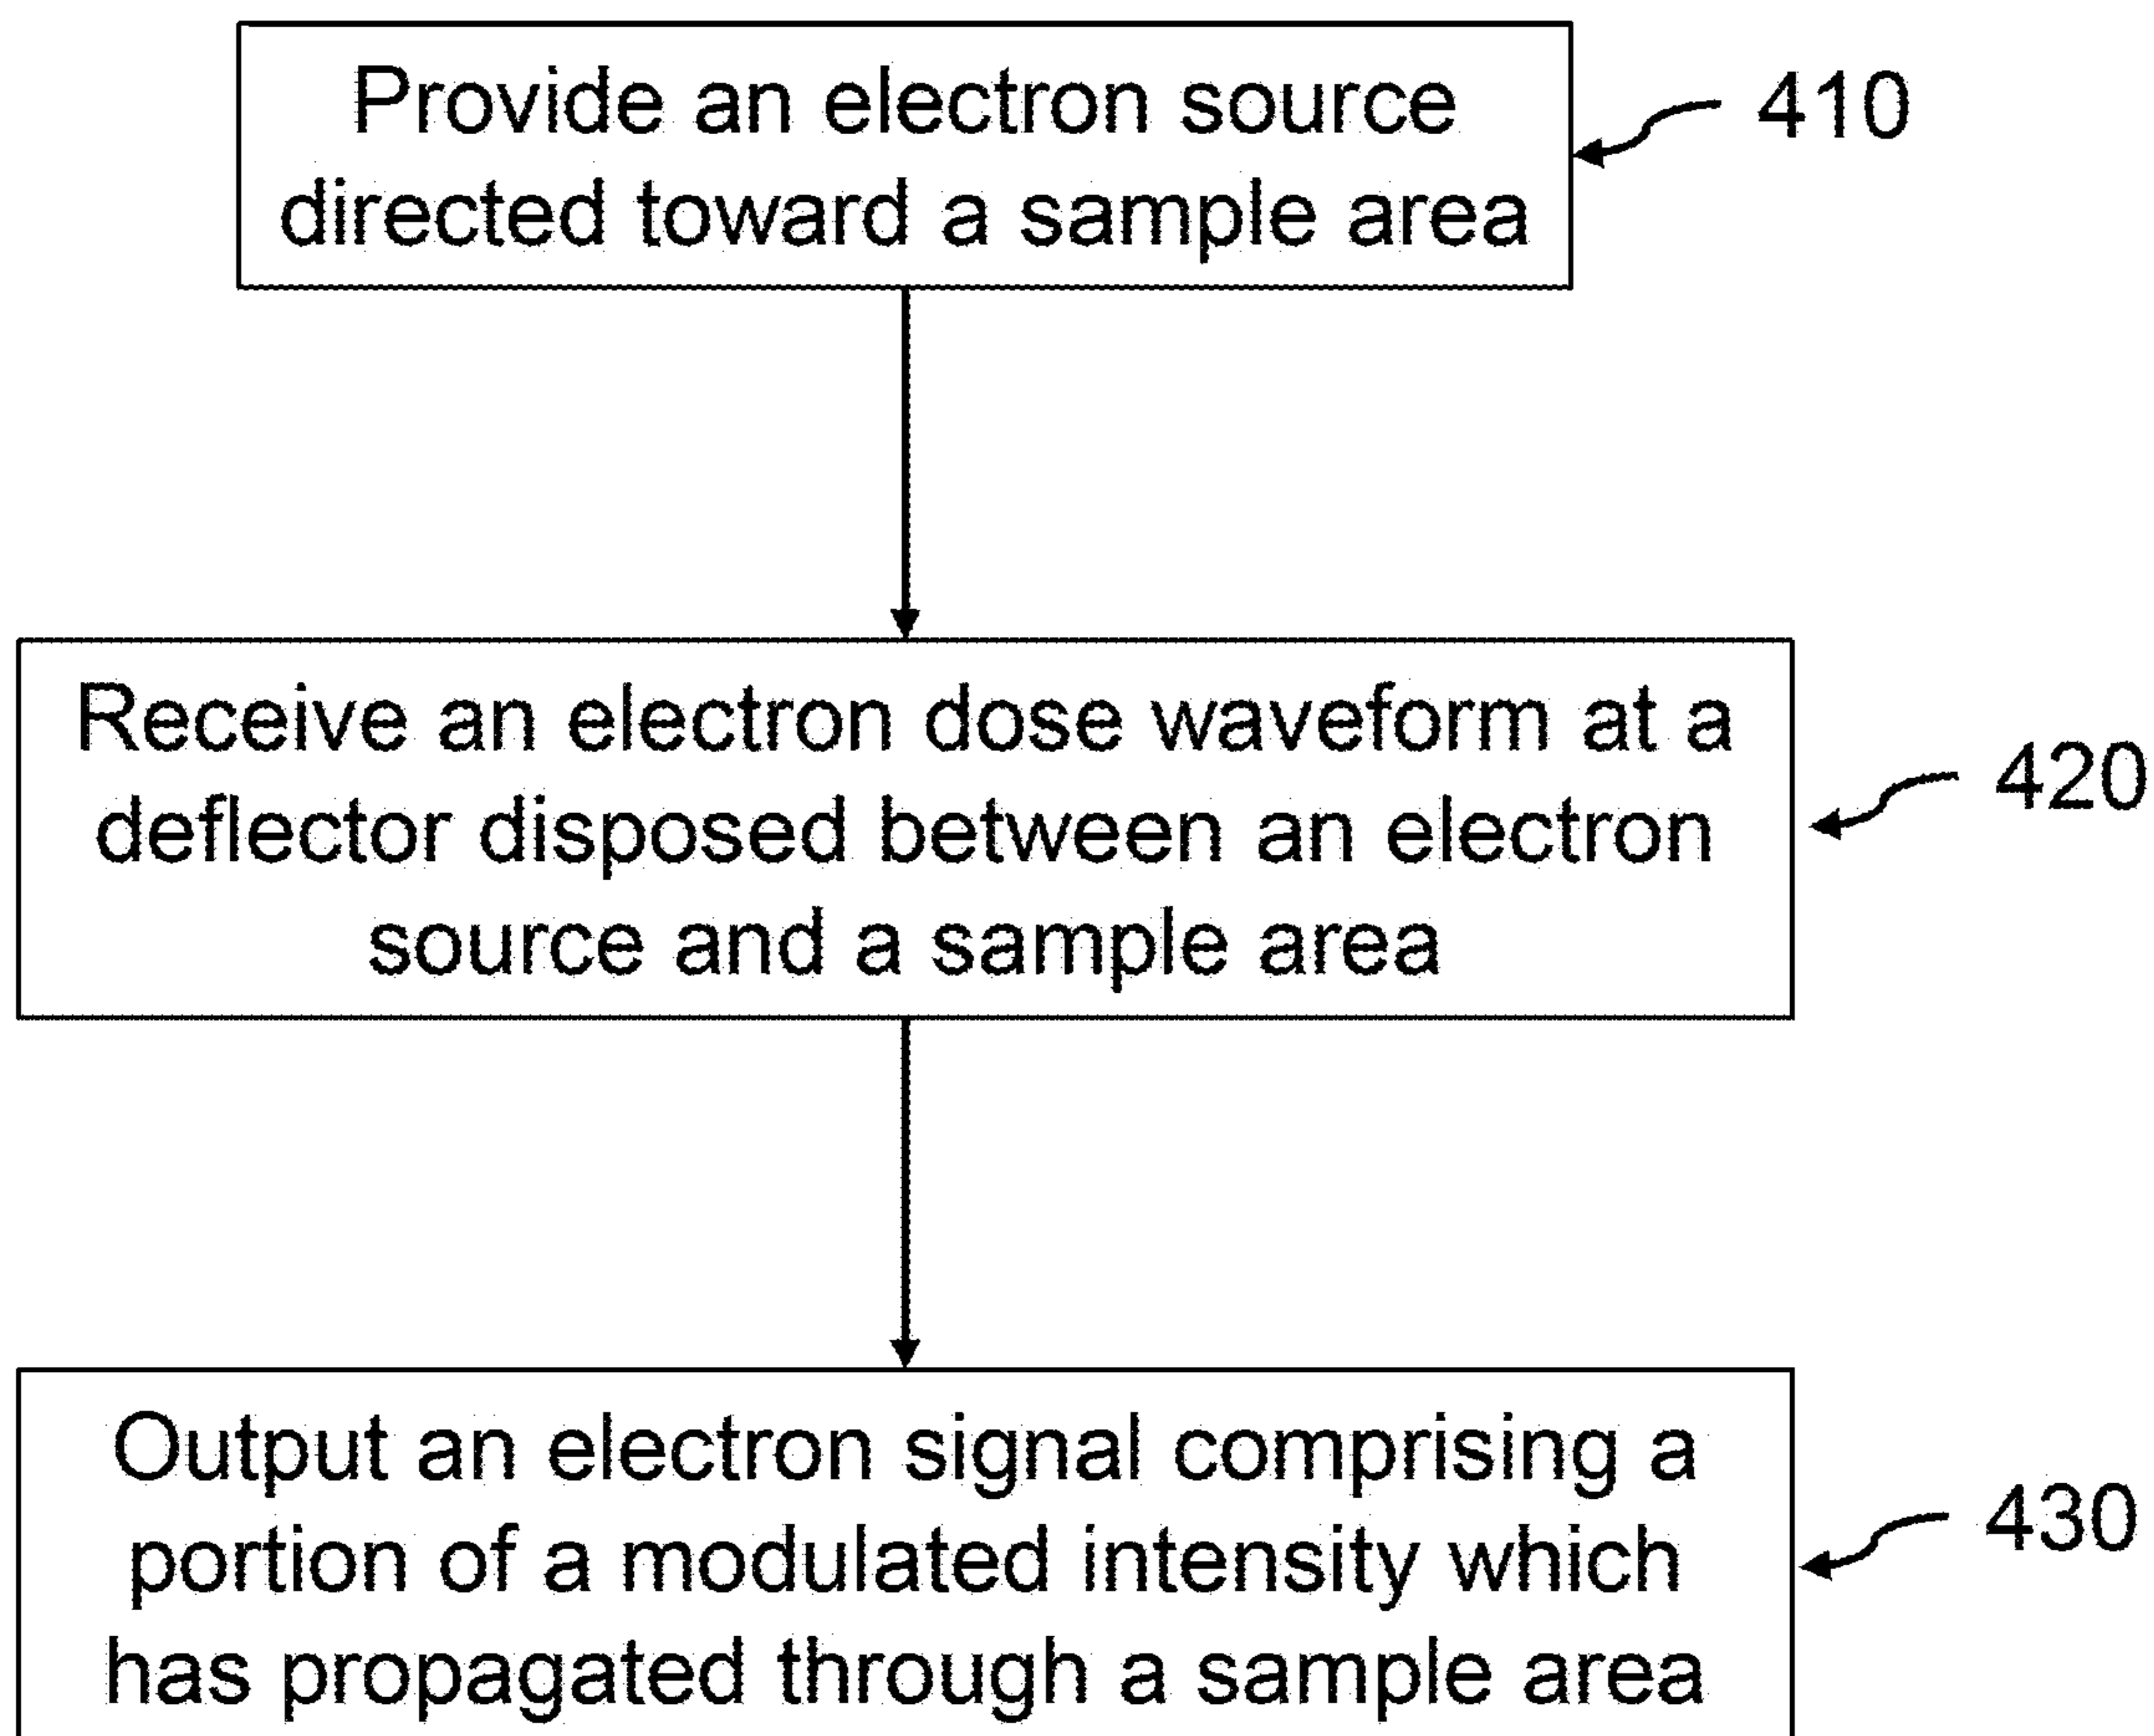 Provide an electron source
directed toward a sample area
410
Receive an electron dose waveform at a
deflector disposed between an electron
source and a sample area
420
Output an electron signal comprising a
portion of a modulated intensity which
has propagated through a sample area
430